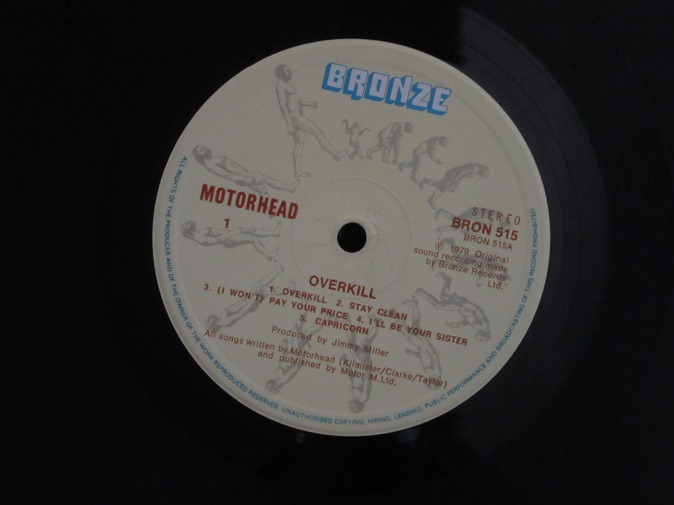 BRONZE
MOTORHEAD
1
STEREO
BRON 515
BRON 515A
℗ 1979 Original
sound recording made
by Bronze Records
Ltd.
OVERKILL
1. OVERKILL 2. STAY CLEAN
3. (I WON'T) PAY YOUR PRICE 4. I'LL BE YOUR SISTER
5. CAPRICORN
Produced by Jimmy Miller
All songs written by Motorhead (Kilmister/Clarke/Taylor)
and published by Motor M.Ltd.
ALL RIGHTS OF THE PRODUCER AND OF THE OWNER OF THE WORK REPRODUCED RESERVED. UNAUTHORISED COPYING, HIRING, LENDING, PUBLIC PERFORMANCE AND BROADCASTING OF THIS RECORD PROHIBITED